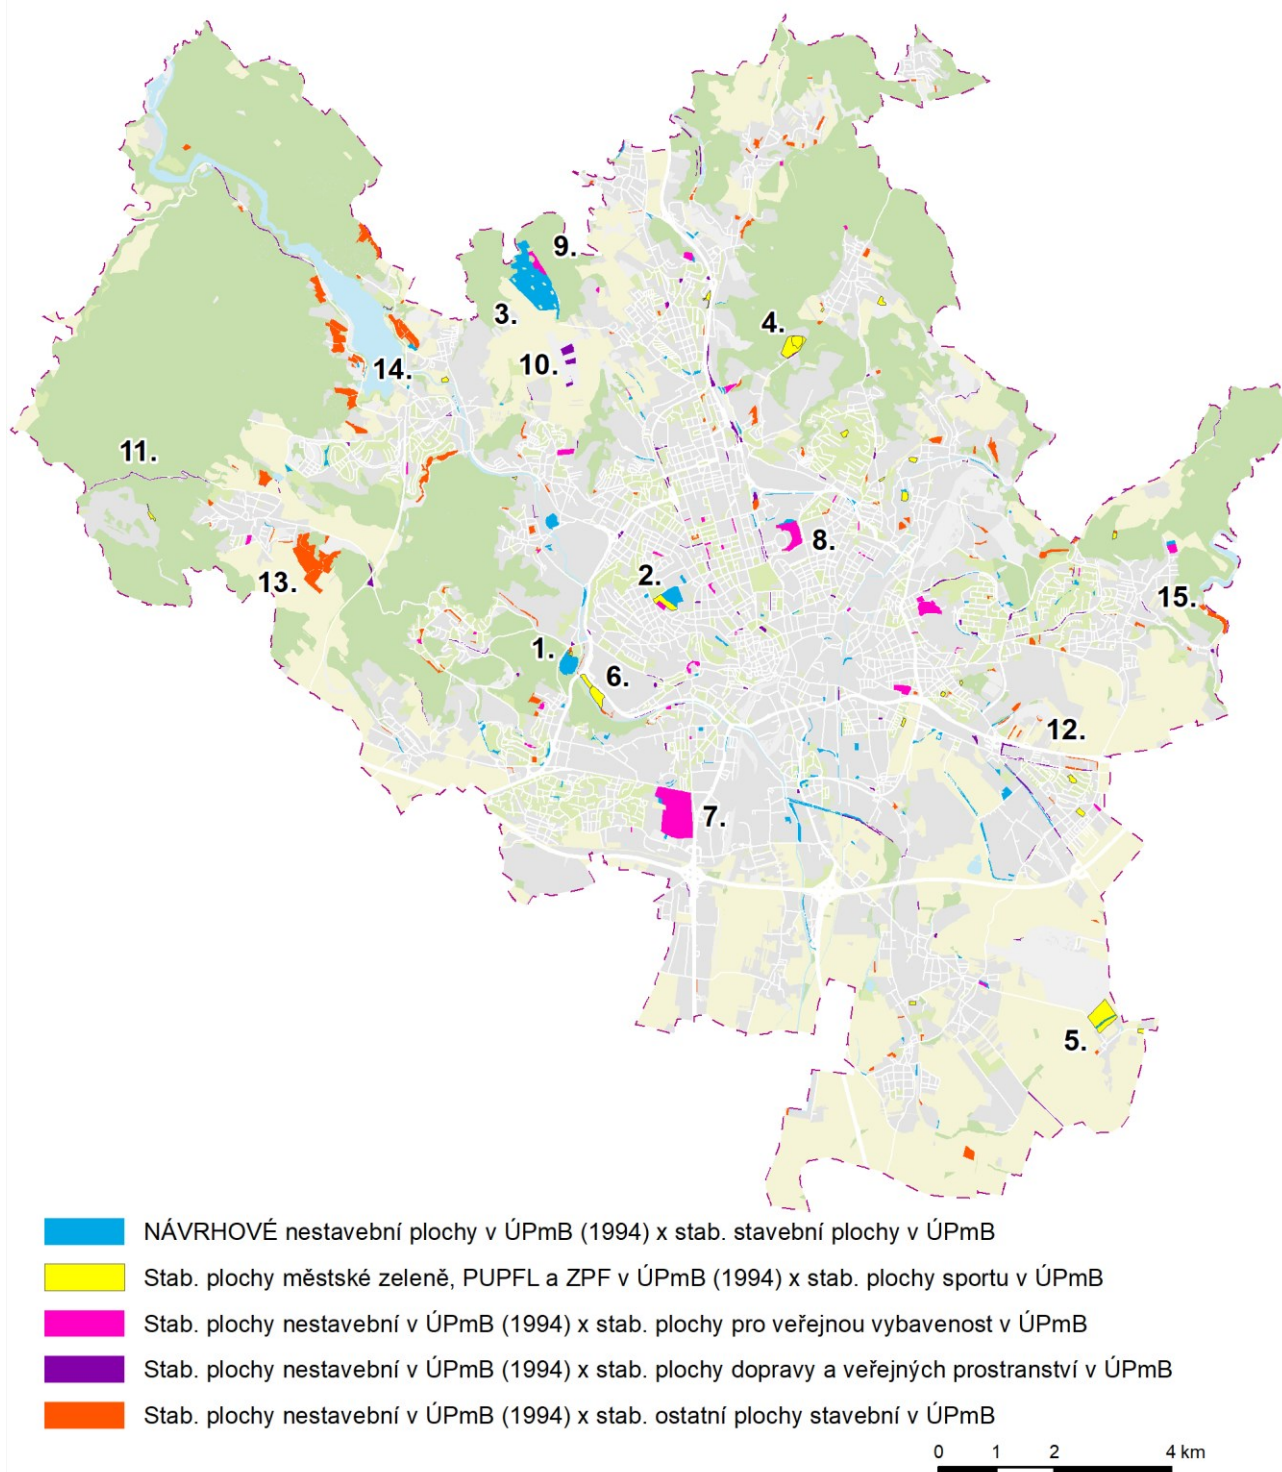 9.
3.
4.
10.
14.
11.
8.
13.
2.
15.
1.
6.
12.
7.
5.
NÁVRHOVÉ nestavební plochy v ÚPmB (1994) x stab. stavební plochy v ÚPmB
Stab. plochy městské zeleně, PUPFL a ZPF v ÚPmB (1994) x stab. plochy sportu v ÚPmB
Stab. plochy nestavební v ÚPmB (1994) x stab. plochy pro veřejnou vybavenost v ÚPmB
Stab. plochy nestavební v ÚPmB (1994) x stab. plochy dopravy a veřejných prostranství v ÚPmB
Stab. plochy nestavební v ÚPmB (1994) x stab. ostatní plochy stavební v ÚPmB
0 1 2 4 km